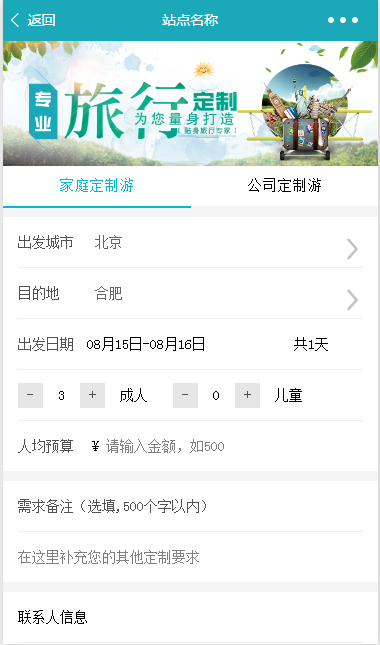 返回 站点名称
专业 旅行 定制
为您量身打造
[ 贴身旅行专家 ]
家庭定制游 公司定制游
出发城市 北京
目的地 合肥
出发日期 08月15日-08月16日 共1天
- 3 + 成人 - 0 + 儿童
人均预算 ¥ 请输入金额，如500
需求备注（选填,500个字以内）
在这里补充您的其他定制要求
联系人信息